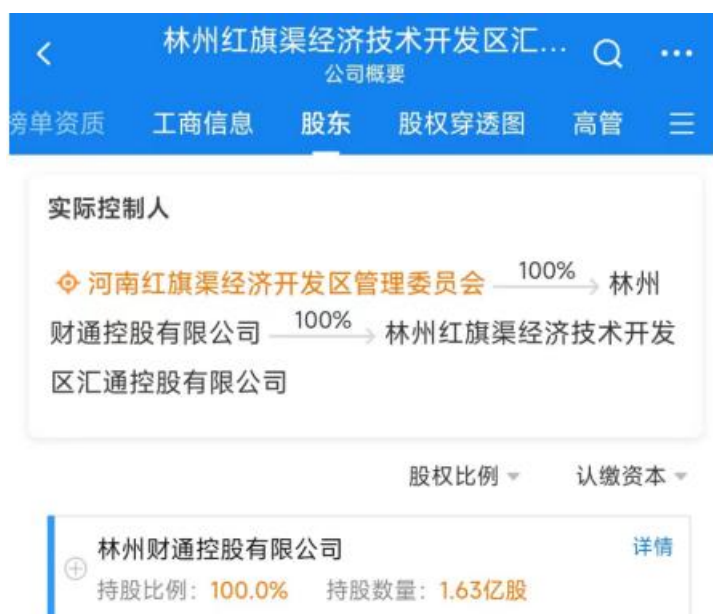 林州红旗渠经济技术开发区汇...
公司概要
榜单资质 工商信息 股东 股权穿透图 高管
实际控制人
河南红旗渠经济开发区管理委员会 100% 林州
财通控股有限公司 100% 林州红旗渠经济技术开发
区汇通控股有限公司
股权比例 认缴资本
林州财通控股有限公司 详情
持股比例：100.0% 持股数量：1.63亿股